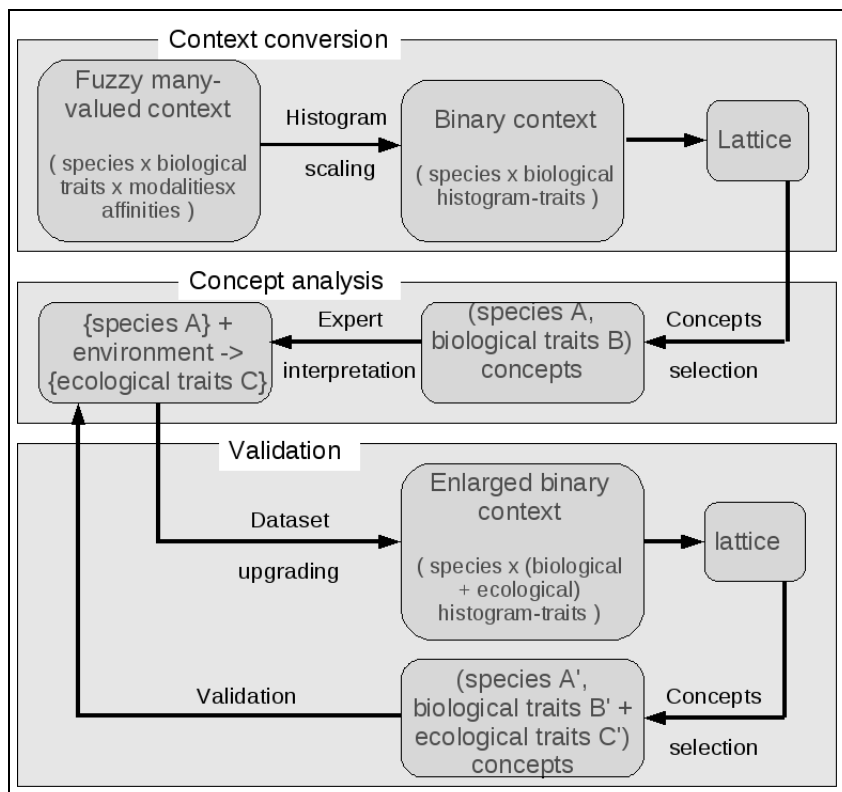 Context conversion
Fuzzy many-
valued context
( species x biological
traits x modalitiesx
affinities )
Histogram
scaling
Binary context
( species x biological
histogram-traits )
Lattice
Concept analysis
{species A} +
environment ->
{ecological traits C}
Expert
interpretation
(species A,
biological traits B)
concepts
Concepts
selection
Validation
Dataset
upgrading
Enlarged binary
context
( species x (biological
+ ecological)
histogram-traits )
lattice
Validation
(species A',
biological traits B' +
ecological traits C')
concepts
Concepts
selection